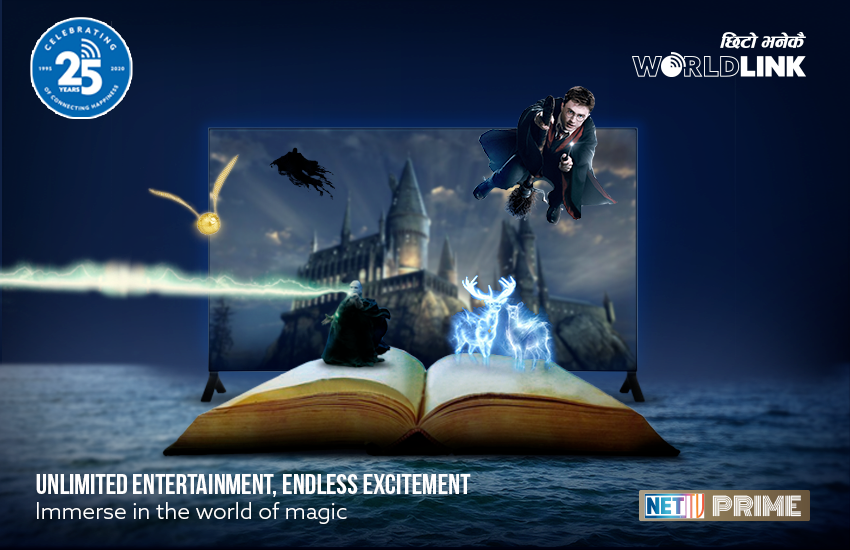 CELEBRATING
1995 25 2020
YEARS
OF CONNECTING HAPPINESS
छिटो भनेकै
WORLDLINK
UNLIMITED ENTERTAINMENT, ENDLESS EXCITEMENT
Immerse in the world of magic
NETTV PRIME